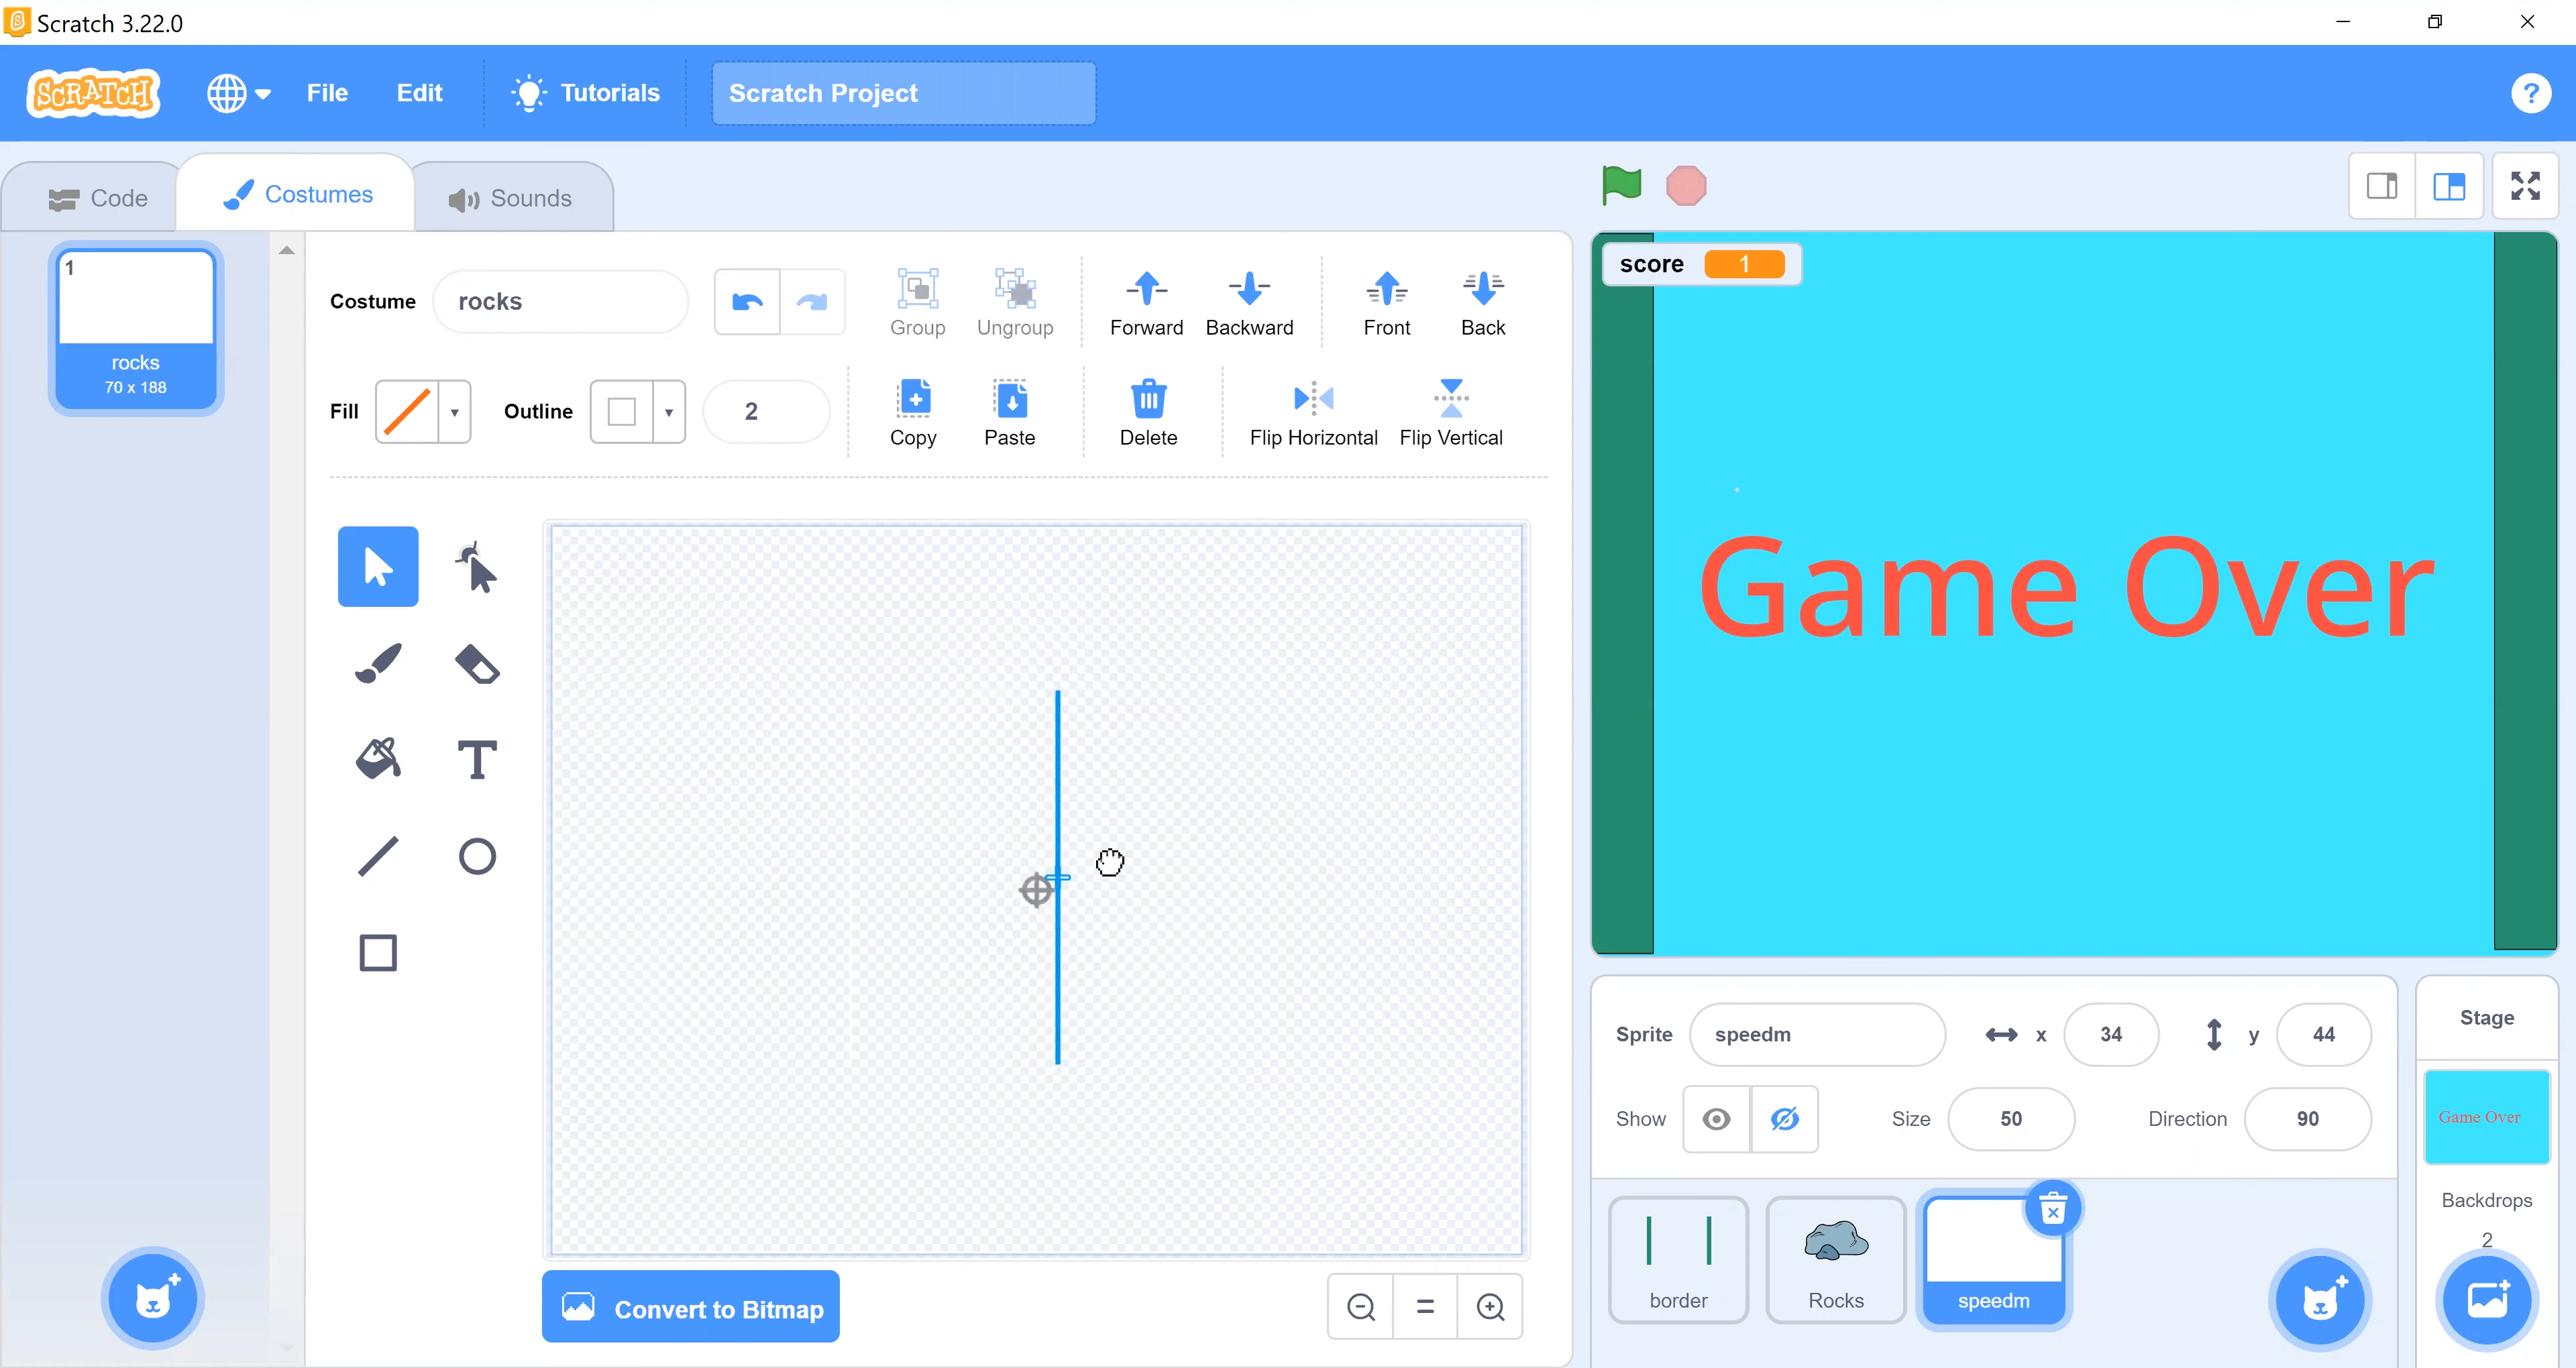 Scratch 3.22.0
SCRATCH
File Edit Tutorials Scratch Project
?
Code Costumes Sounds
1
rocks
70 x 188
Costume rocks
Group Ungroup Forward Backward Front Back
Fill Outline 2
Copy Paste Delete Flip Horizontal Flip Vertical
T
Convert to Bitmap
score 1
Game Over
Sprite speedm x 34 y 44
Show Size 50 Direction 90
border Rocks speedm
Stage
Game Over
Backdrops
2